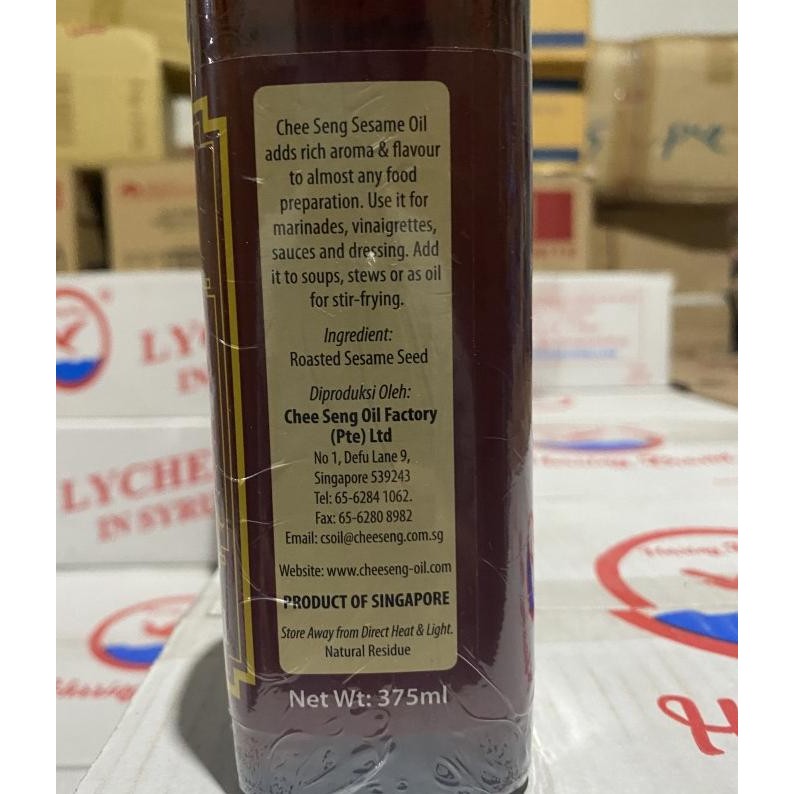 Chee Seng Sesame Oil
adds rich aroma & flavour
to almost any food
preparation. Use it for
marinades, vinaigrettes,
sauces and dressing. Add
it to soups, stews or as oil
for stir-frying.
Ingredient:
Roasted Sesame Seed
Diproduksi Oleh:
Chee Seng Oil Factory
(Pte) Ltd
No 1, Defu Lane 9,
Singapore 539243
Tel: 65-6284 1062.
Fax: 65-6280 8982
Email: csoil@cheeseng.com.sg
Website: www.cheeseng-oil.com
PRODUCT OF SINGAPORE
Store Away from Direct Heat & Light.
Natural Residue
Net Wt: 375ml
LY
IN
LYCHE
IN SYRU